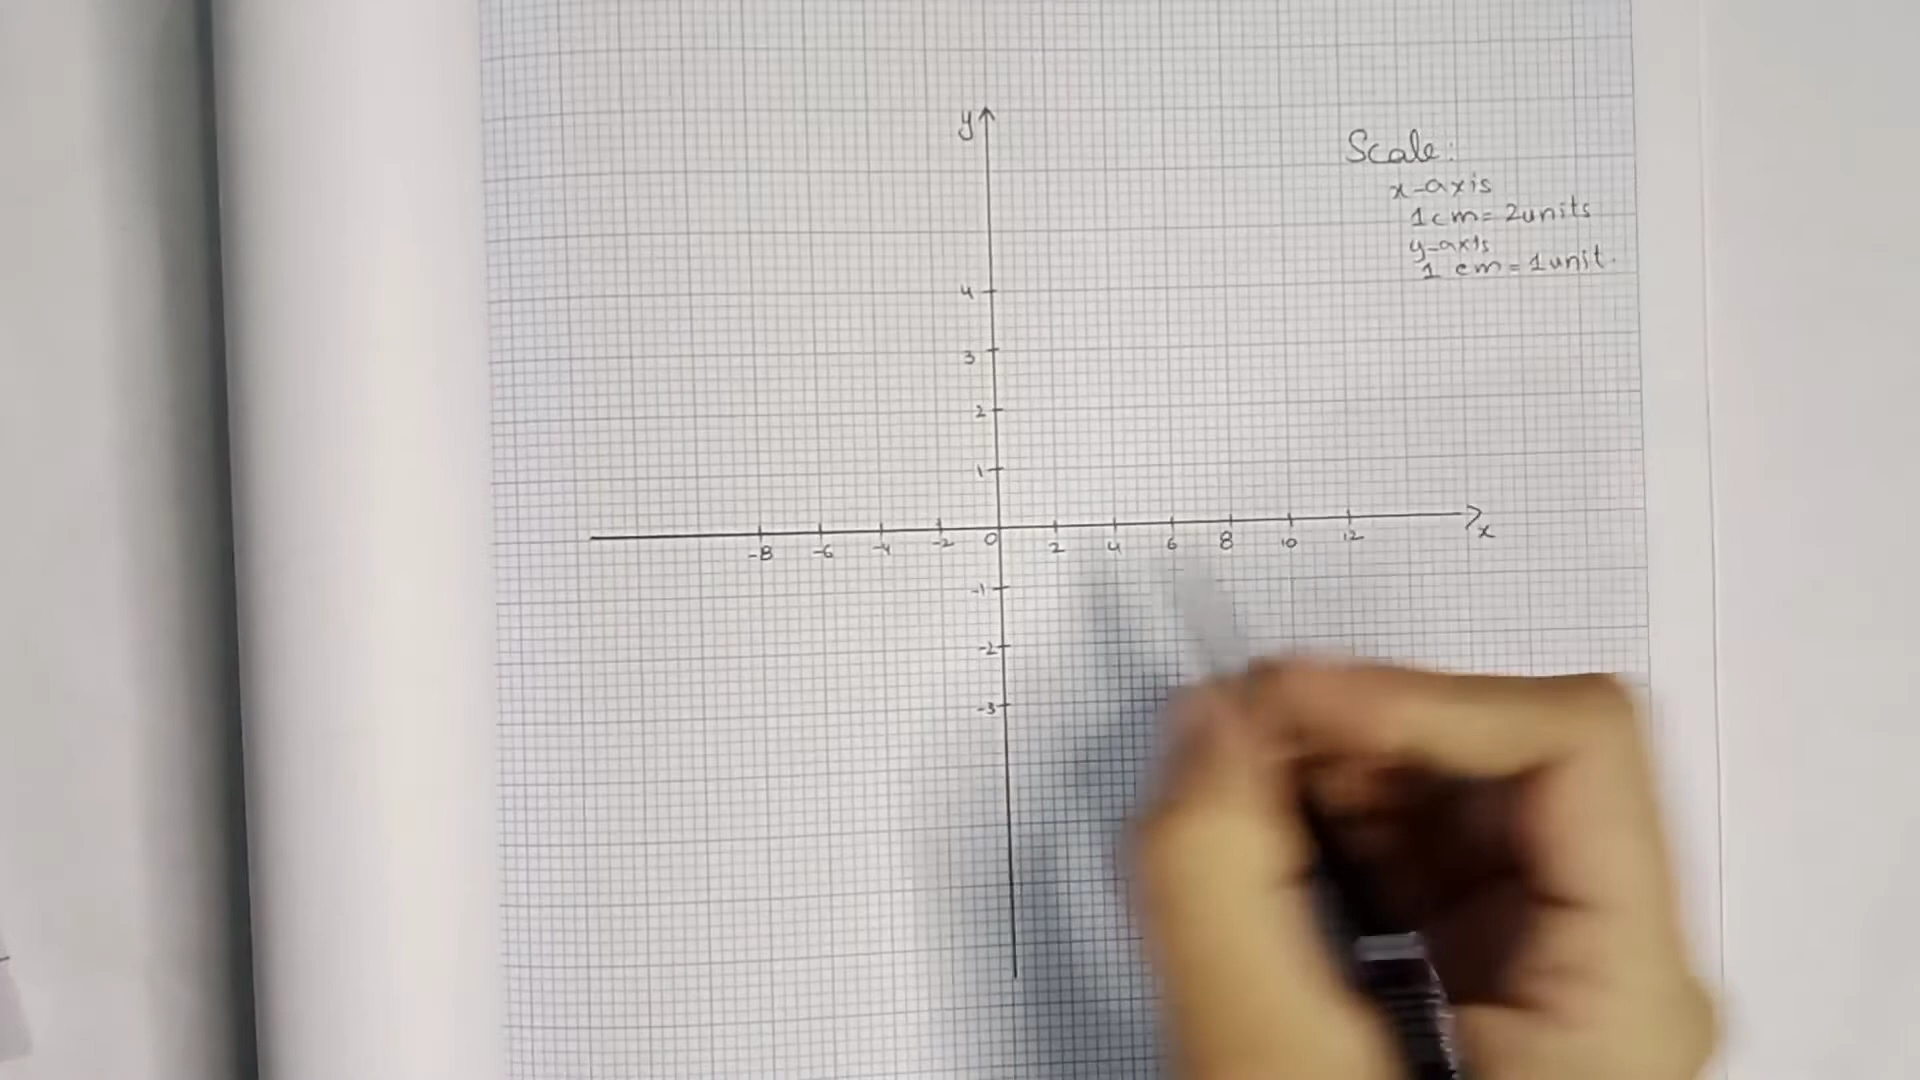 y
Scale:
x-axis
1cm = 2units
y-axis
1 cm = 1unit.
4
3
2
1
-8 -6 -4 -2 0 2 4 6 8 10 12 x
-1
-2
-3